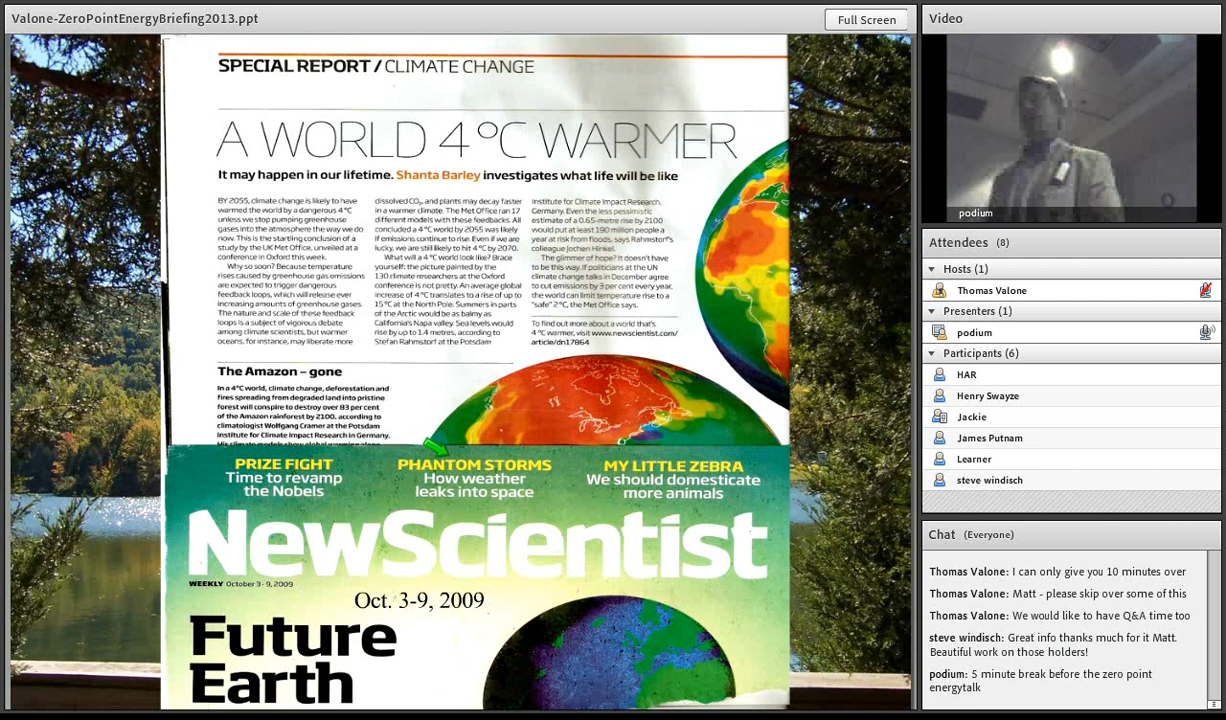 Valone-ZeroPointEnergyBriefing2013.ppt
Full Screen
SPECIAL REPORT / CLIMATE CHANGE
A WORLD 4°C WARMER
It may happen in our lifetime. Shanta Barley investigates what life will be like
BY 2055, climate change is likely to have
warmed the world by a dangerous 4 °C
unless we stop pumping greenhouse
gases into the atmosphere the way we do
now. This is the startling conclusion of a
study by the UK Met Office, unveiled at a
conference in Oxford this week.
Why so soon? Because temperature
rises caused by greenhouse gas emissions
are expected to trigger dangerous
feedback loops, which will release ever
increasing amounts of greenhouse gases.
The nature and scale of these feedback
loops is a subject of vigorous debate
among climate scientists, but warmer
oceans, for instance, may liberate more
dissolved CO₂, and plants may decay faster
in a warmer climate. The Met Office ran 17
different models with these feedbacks. All
concluded a 4 °C world by 2055 was likely
if emissions continue to rise. Even if we are
lucky, we are still likely to hit 4 °C by 2070.
What will a 4 °C world look like? Brace
yourself: the picture painted by the
130 climate researchers at the Oxford
conference is not pretty. An average global
increase of 4 °C translates to a rise of up to
15 °C at the North Pole. Summers in parts
of the Arctic would be as balmy as
California's Napa valley. Sea levels would
rise by up to 1.4 metres, according to
Stefan Rahmstorf at the Potsdam
Institute for Climate Impact Research,
Germany. Even the less pessimistic
estimate of a 0.65-metre rise by 2100
would put at least 190 million people a
year at risk from floods, says Rahmstorf's
colleague Jochen Hinkel.
The glimmer of hope? It doesn't have
to be this way. If politicians at the UN
climate change talks in December agree
to cut emissions by 3 per cent every year,
the world can limit temperature rise to a
"safe" 2 °C, the Met Office says.
To find out more about a world that's
4 °C warmer, visit www.newscientist.com/
article/dn17864
The Amazon – gone
In a 4 °C world, climate change, deforestation and
fires spreading from degraded land into pristine
forest will conspire to destroy over 83 per cent
of the Amazon rainforest by 2100, according to
climatologist Wolfgang Cramer at the Potsdam
Institute for Climate Impact Research in Germany.
His climate models show global warming alone
PRIZE FIGHT
Time to revamp
the Nobels
PHANTOM STORMS
How weather
leaks into space
MY LITTLE ZEBRA
We should domesticate
more animals
NewScientist
WEEKLY October 3 - 9, 2009
Oct. 3-9, 2009
Future
Earth
Video
podium
Attendees (8)
Hosts (1)
Thomas Valone
Presenters (1)
podium
Participants (6)
HAR
Henry Swayze
Jackie
James Putnam
Learner
steve windisch
Chat (Everyone)
Thomas Valone: I can only give you 10 minutes over
Thomas Valone: Matt - please skip over some of this
Thomas Valone: We would like to have Q&A time too
steve windisch: Great info thanks much for it Matt.
Beautiful work on those holders!
podium: 5 minute break before the zero point
energytalk